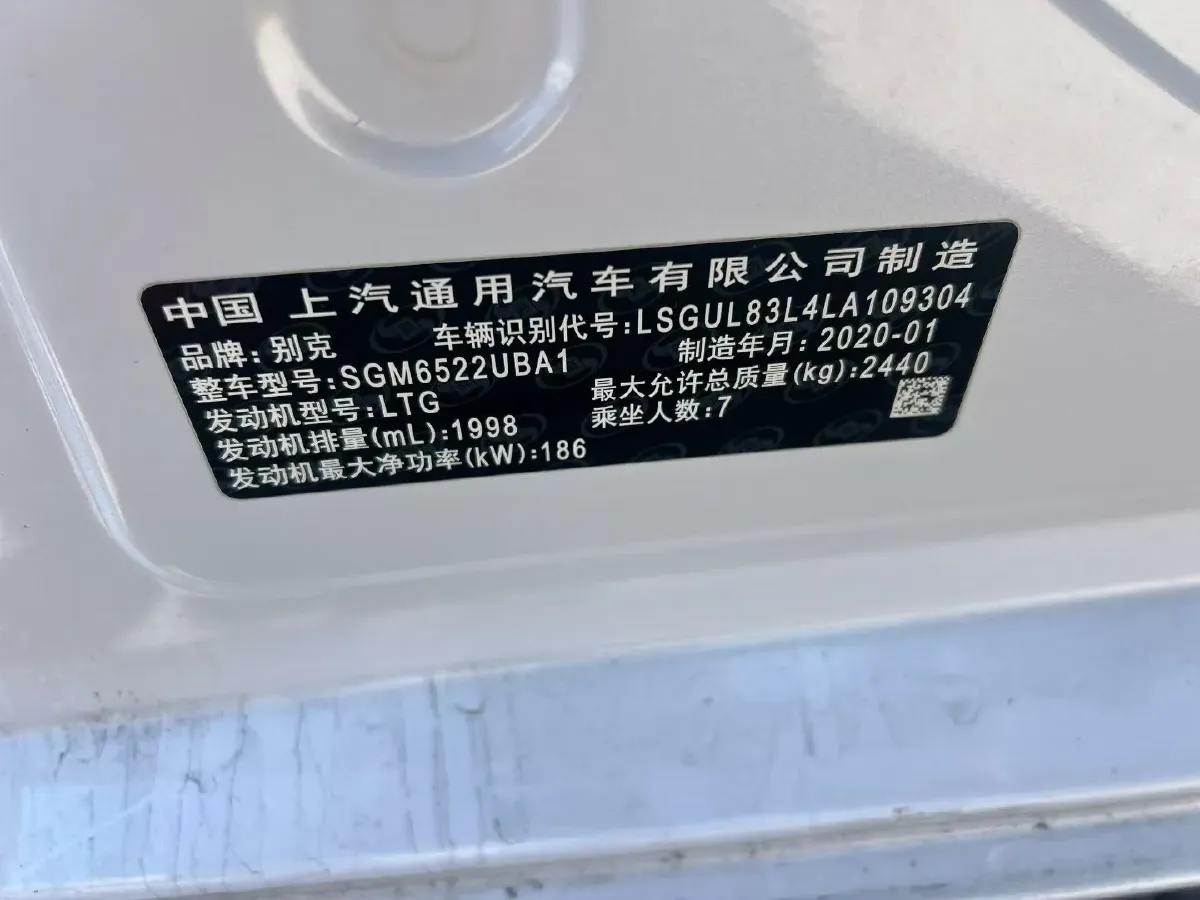 中国 上汽通用汽车有限公司制造
品牌:别克 车辆识别代号:LSGUL83L4LA109304
整车型号:SGM6522UBA1 制造年月:2020-01
发动机型号:LTG 最大允许总质量(kg):2440
发动机排量(mL):1998 乘坐人数:7
发动机最大净功率(kW):186